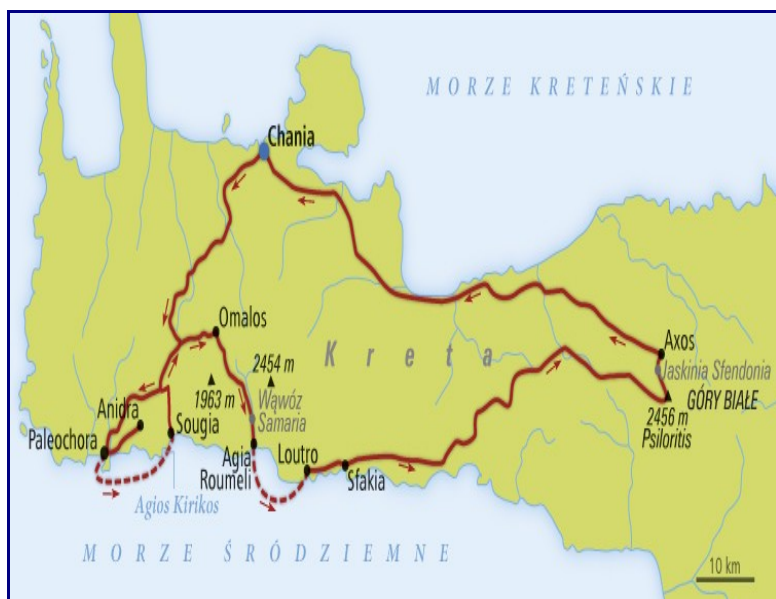 MORZE KRETEŃSKIE
Chania
Omalos
Kreta
2454 m
Axos
Jaskinia Sfendonia
1963 m
Wąwóz
Samaria
GÓRY BIAŁE
2456 m
Psiloritis
Anidra
Sougia
Paleochora
Agia
Roumeli
Loutro
Sfakia
Agios Kirikos
MORZE ŚRÓDZIEMNE
10 km